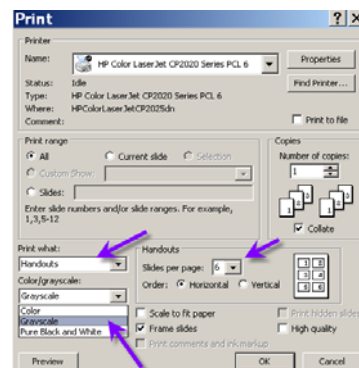 Print
Printer
Name: HP Color LaserJet CP2020 Series PCL 6 Properties
Status: Idle Find Printer...
Type: HP Color LaserJet CP2020 Series PCL 6
Where: HPColorLaserJetCP2025dn
Comment: Print to file
Print range Copies
All Current slide Selection Number of copies:
Custom Show: 1
Slides:
Enter slide numbers and/or slide ranges. For example,
1,3,5-12
Collate
Print what: Handouts
Handouts Slides per page: 6
Color/grayscale: Order: Horizontal Vertical
Grayscale
Color Scale to fit paper Print hidden slides
Grayscale Frame slides High quality
Pure Black and White Print comments and ink markup
Preview OK Cancel